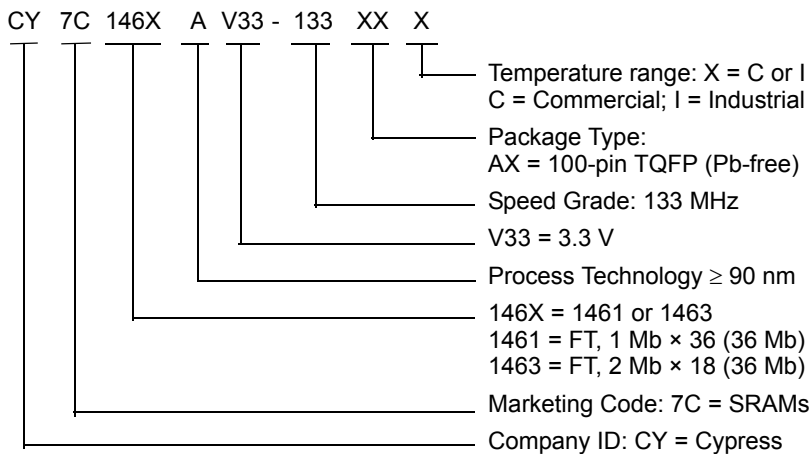 CY 7C 146X A V33 - 133 XX X
Temperature range: X = C or I
C = Commercial; I = Industrial
Package Type:
AX = 100-pin TQFP (Pb-free)
Speed Grade: 133 MHz
V33 = 3.3 V
Process Technology ≥ 90 nm
146X = 1461 or 1463
1461 = FT, 1 Mb × 36 (36 Mb)
1463 = FT, 2 Mb × 18 (36 Mb)
Marketing Code: 7C = SRAMs
Company ID: CY = Cypress